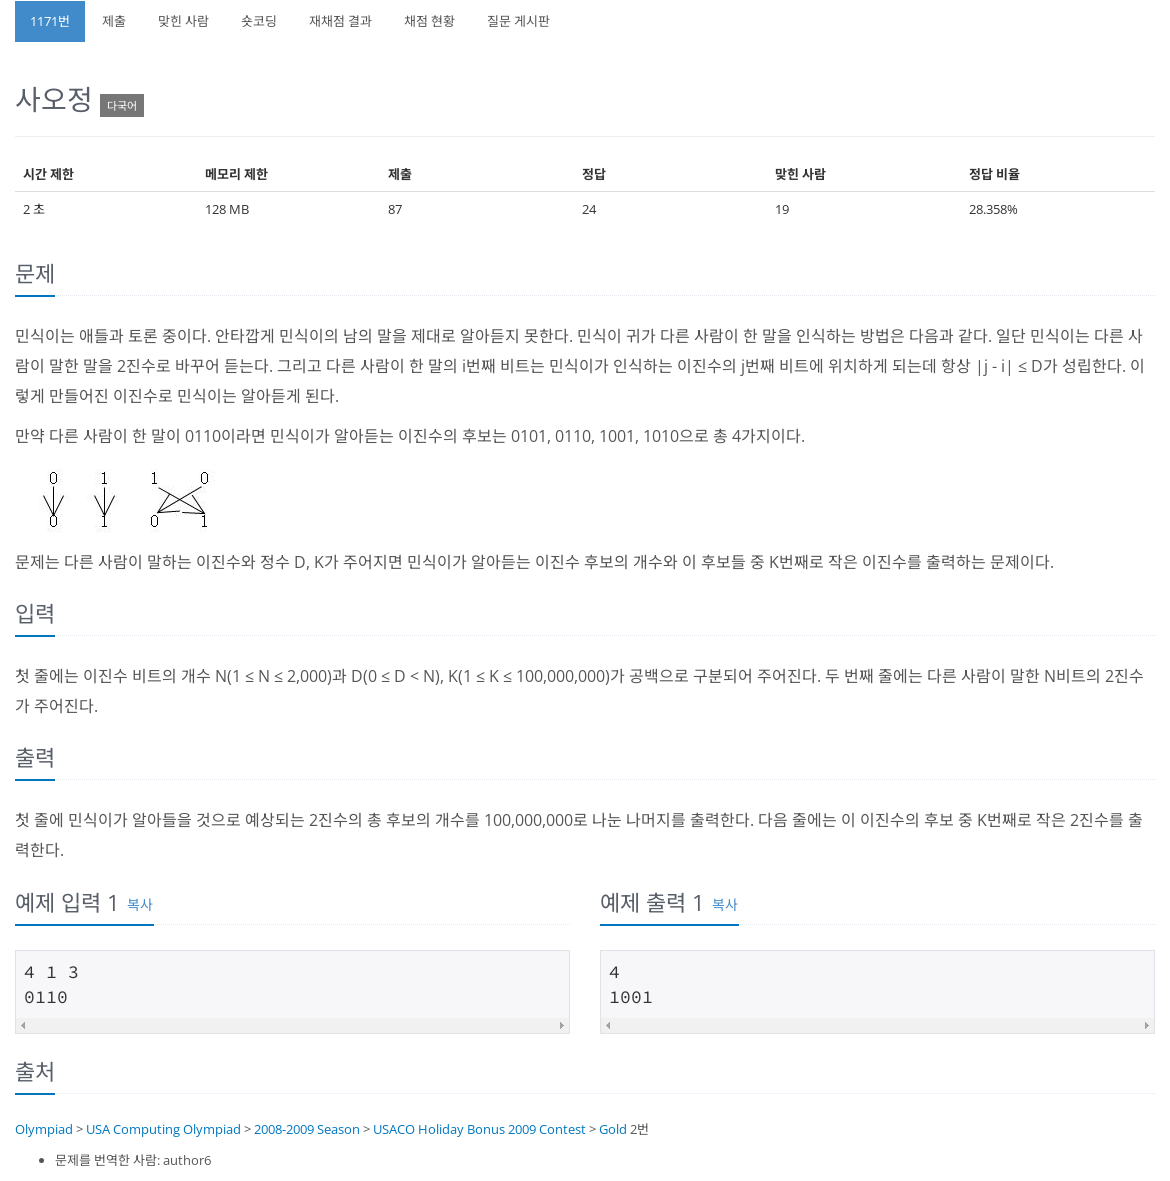 1171번 제출 맞힌 사람 숏코딩 재채점 결과 채점 현황 질문 게시판
사오정 다국어
시간 제한 메모리 제한 제출 정답 맞힌 사람 정답 비율
2 초 128 MB 87 24 19 28.358%
문제
민식이는 애들과 토론 중이다. 안타깝게 민식이의 남의 말을 제대로 알아듣지 못한다. 민식이 귀가 다른 사람이 한 말을 인식하는 방법은 다음과 같다. 일단 민식이는 다른 사
람이 말한 말을 2진수로 바꾸어 듣는다. 그리고 다른 사람이 한 말의 i번째 비트는 민식이가 인식하는 이진수의 j번째 비트에 위치하게 되는데 항상 |j - i| ≤ D가 성립한다. 이
렇게 만들어진 이진수로 민식이는 알아듣게 된다.
만약 다른 사람이 한 말이 0110이라면 민식이가 알아듣는 이진수의 후보는 0101, 0110, 1001, 1010으로 총 4가지이다.
0 1 1 0
0 1 0 1
문제는 다른 사람이 말하는 이진수와 정수 D, K가 주어지면 민식이가 알아듣는 이진수 후보의 개수와 이 후보들 중 K번째로 작은 이진수를 출력하는 문제이다.
입력
첫 줄에는 이진수 비트의 개수 N(1 ≤ N ≤ 2,000)과 D(0 ≤ D < N), K(1 ≤ K ≤ 100,000,000)가 공백으로 구분되어 주어진다. 두 번째 줄에는 다른 사람이 말한 N비트의 2진수
가 주어진다.
출력
첫 줄에 민식이가 알아들을 것으로 예상되는 2진수의 총 후보의 개수를 100,000,000로 나눈 나머지를 출력한다. 다음 줄에는 이 이진수의 후보 중 K번째로 작은 2진수를 출
력한다.
예제 입력 1 복사
4 1 3
0110
예제 출력 1 복사
4
1001
출처
Olympiad > USA Computing Olympiad > 2008-2009 Season > USACO Holiday Bonus 2009 Contest > Gold 2번
문제를 번역한 사람: author6